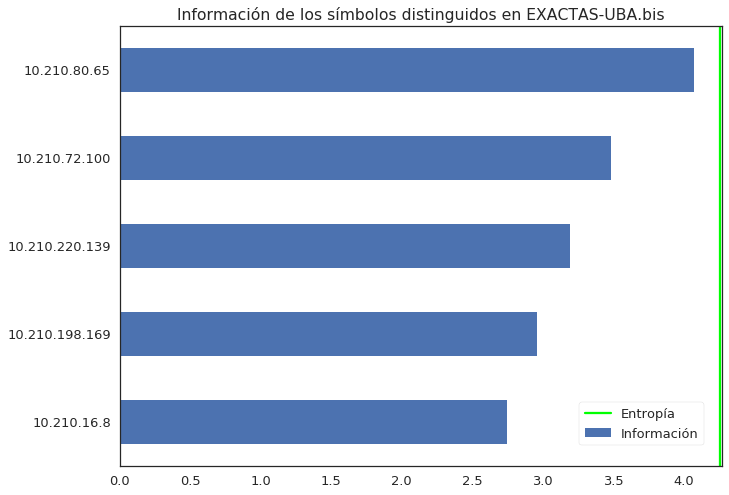 Información de los símbolos distinguidos en EXACTAS-UBA.bis
10.210.80.65
10.210.72.100
10.210.220.139
10.210.198.169
10.210.16.8
Entropía
Información
0.0 0.5 1.0 1.5 2.0 2.5 3.0 3.5 4.0